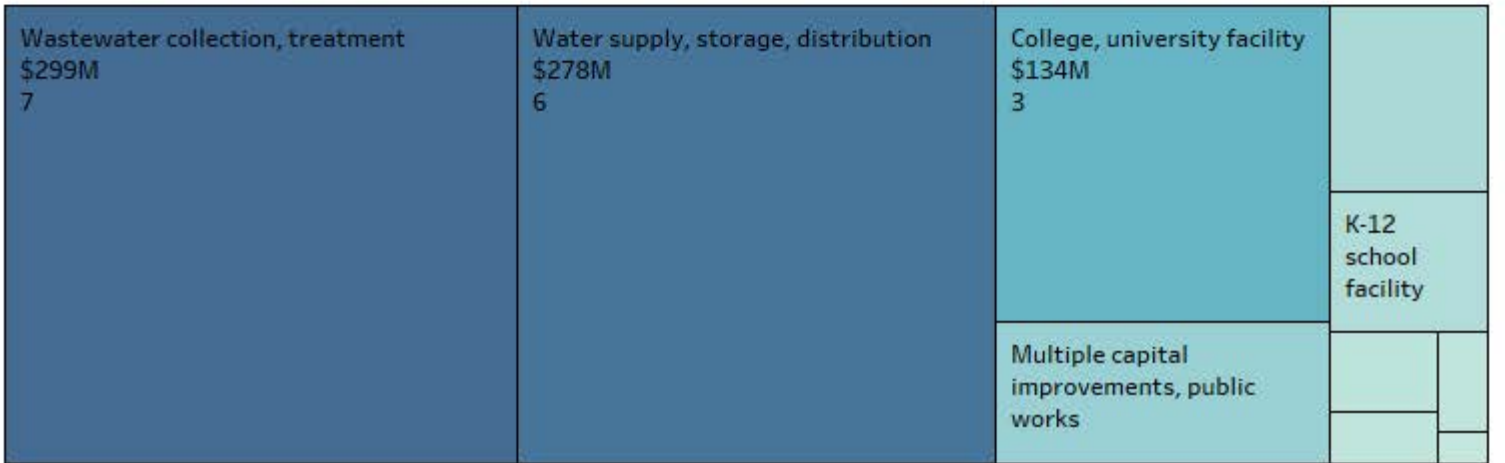 Wastewater collection, treatment
$299M
7
Water supply, storage, distribution
$278M
6
College, university facility
$134M
3
K-12
school
facility
Multiple capital
improvements, public
works